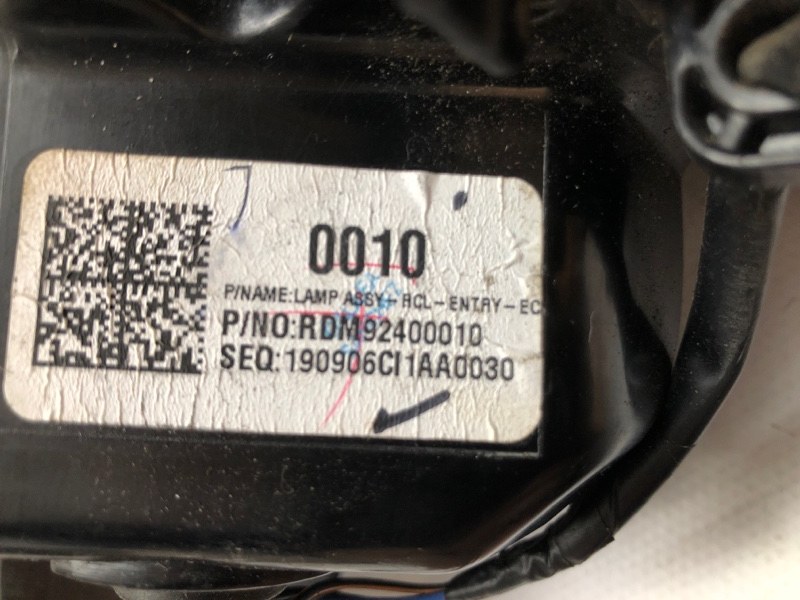 0010
P/NAME:LAMP ASSY-RCL-ENTRY-EC
P/NO:RDM92400010
SEQ:190906CI1AA0030